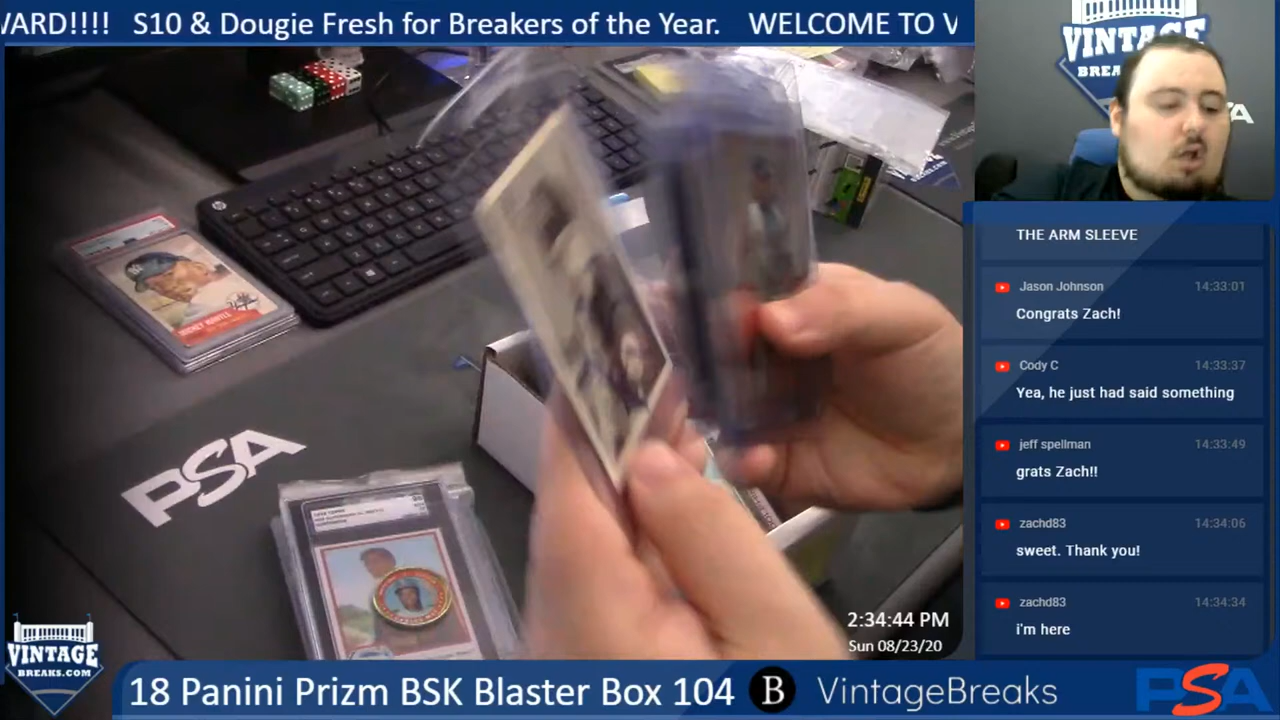 VARD!!!! S10 & Dougie Fresh for Breakers of the Year. WELCOME TO V
VINTAGE
BREA
THE ARM SLEEVE
Jason Johnson 14:33:01
Congrats Zach!
Cody C 14:33:37
Yea, he just had said something
jeff spellman 14:33:49
grats Zach!!
zachd83 14:34:06
sweet. Thank you!
zachd83 14:34:34
i'm here
MICKEY MANTLE
PSA
2:34:44 PM
Sun 08/23/20
VINTAGE
BREAKS.COM
18 Panini Prizm BSK Blaster Box 104
B
VintageBreaks
PSA